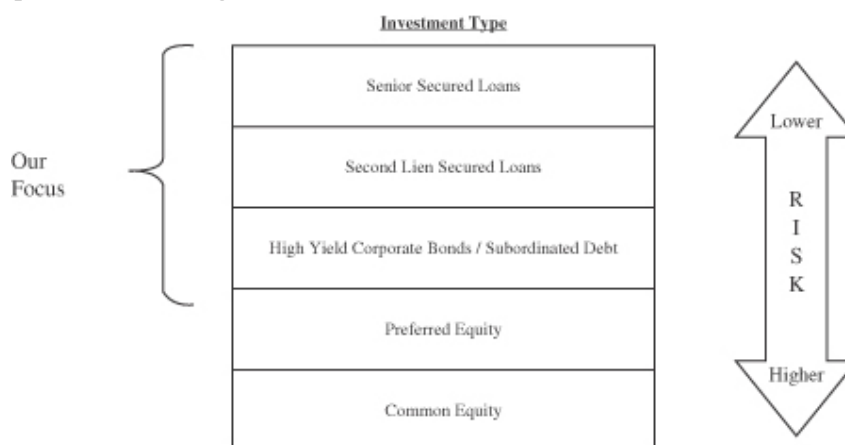 Investment Type
Senior Secured Loans
Lower
Our
Focus
Second Lien Secured Loans
R
I
S
K
High Yield Corporate Bonds / Subordinated Debt
Preferred Equity
Higher
Common Equity